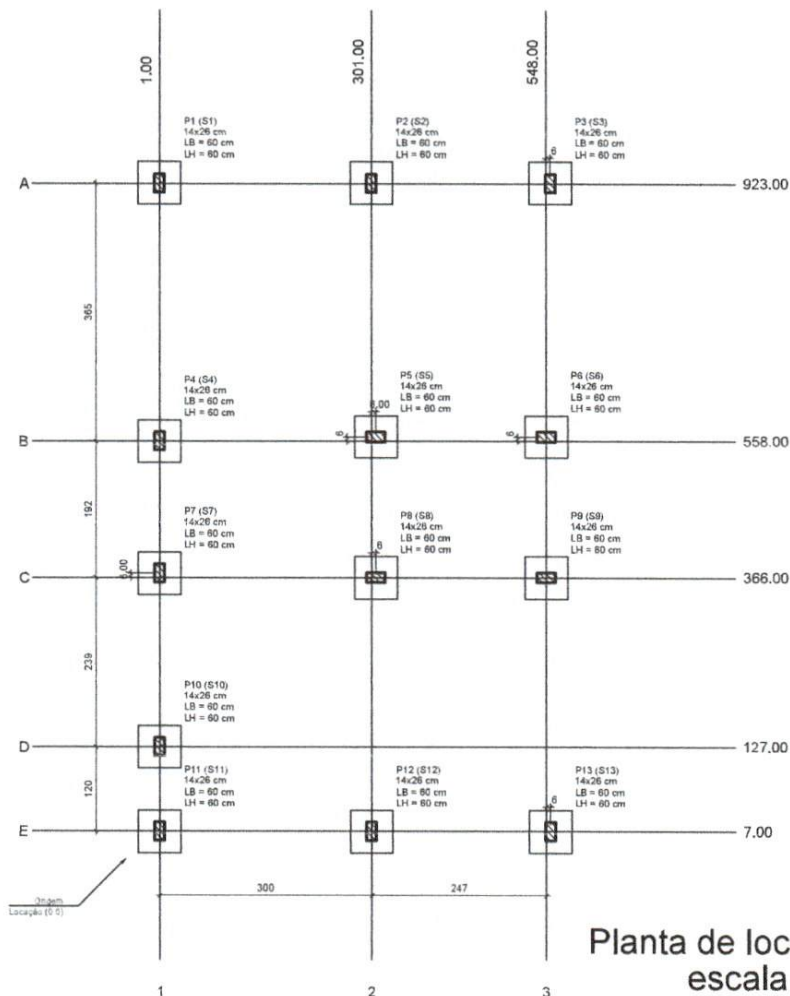 1.00
301.00
548.00
P1 (S1)
14x26 cm
LB = 60 cm
LH = 60 cm
P2 (S2)
14x26 cm
LB = 60 cm
LH = 60 cm
P3 (S3)
14x26 cm
LB = 60 cm
LH = 60 cm
6
A
923.00
365
P4 (S4)
14x26 cm
LB = 60 cm
LH = 60 cm
P5 (S5)
14x26 cm
LB = 60 cm
LH = 60 cm
6,00
6
P6 (S6)
14x26 cm
LB = 60 cm
LH = 60 cm
6
B
558.00
192
P7 (S7)
14x26 cm
LB = 60 cm
LH = 60 cm
6,00
P8 (S8)
14x26 cm
LB = 60 cm
LH = 60 cm
6
P9 (S9)
14x26 cm
LB = 60 cm
LH = 60 cm
C
366.00
239
P10 (S10)
14x26 cm
LB = 60 cm
LH = 60 cm
D
127.00
120
P11 (S11)
14x26 cm
LB = 60 cm
LH = 60 cm
P12 (S12)
14x26 cm
LB = 60 cm
LH = 60 cm
P13 (S13)
14x26 cm
LB = 60 cm
LH = 60 cm
6
E
7.00
300
247
Origem
Locação (0.0)
Planta de loc
escala
1
2
3